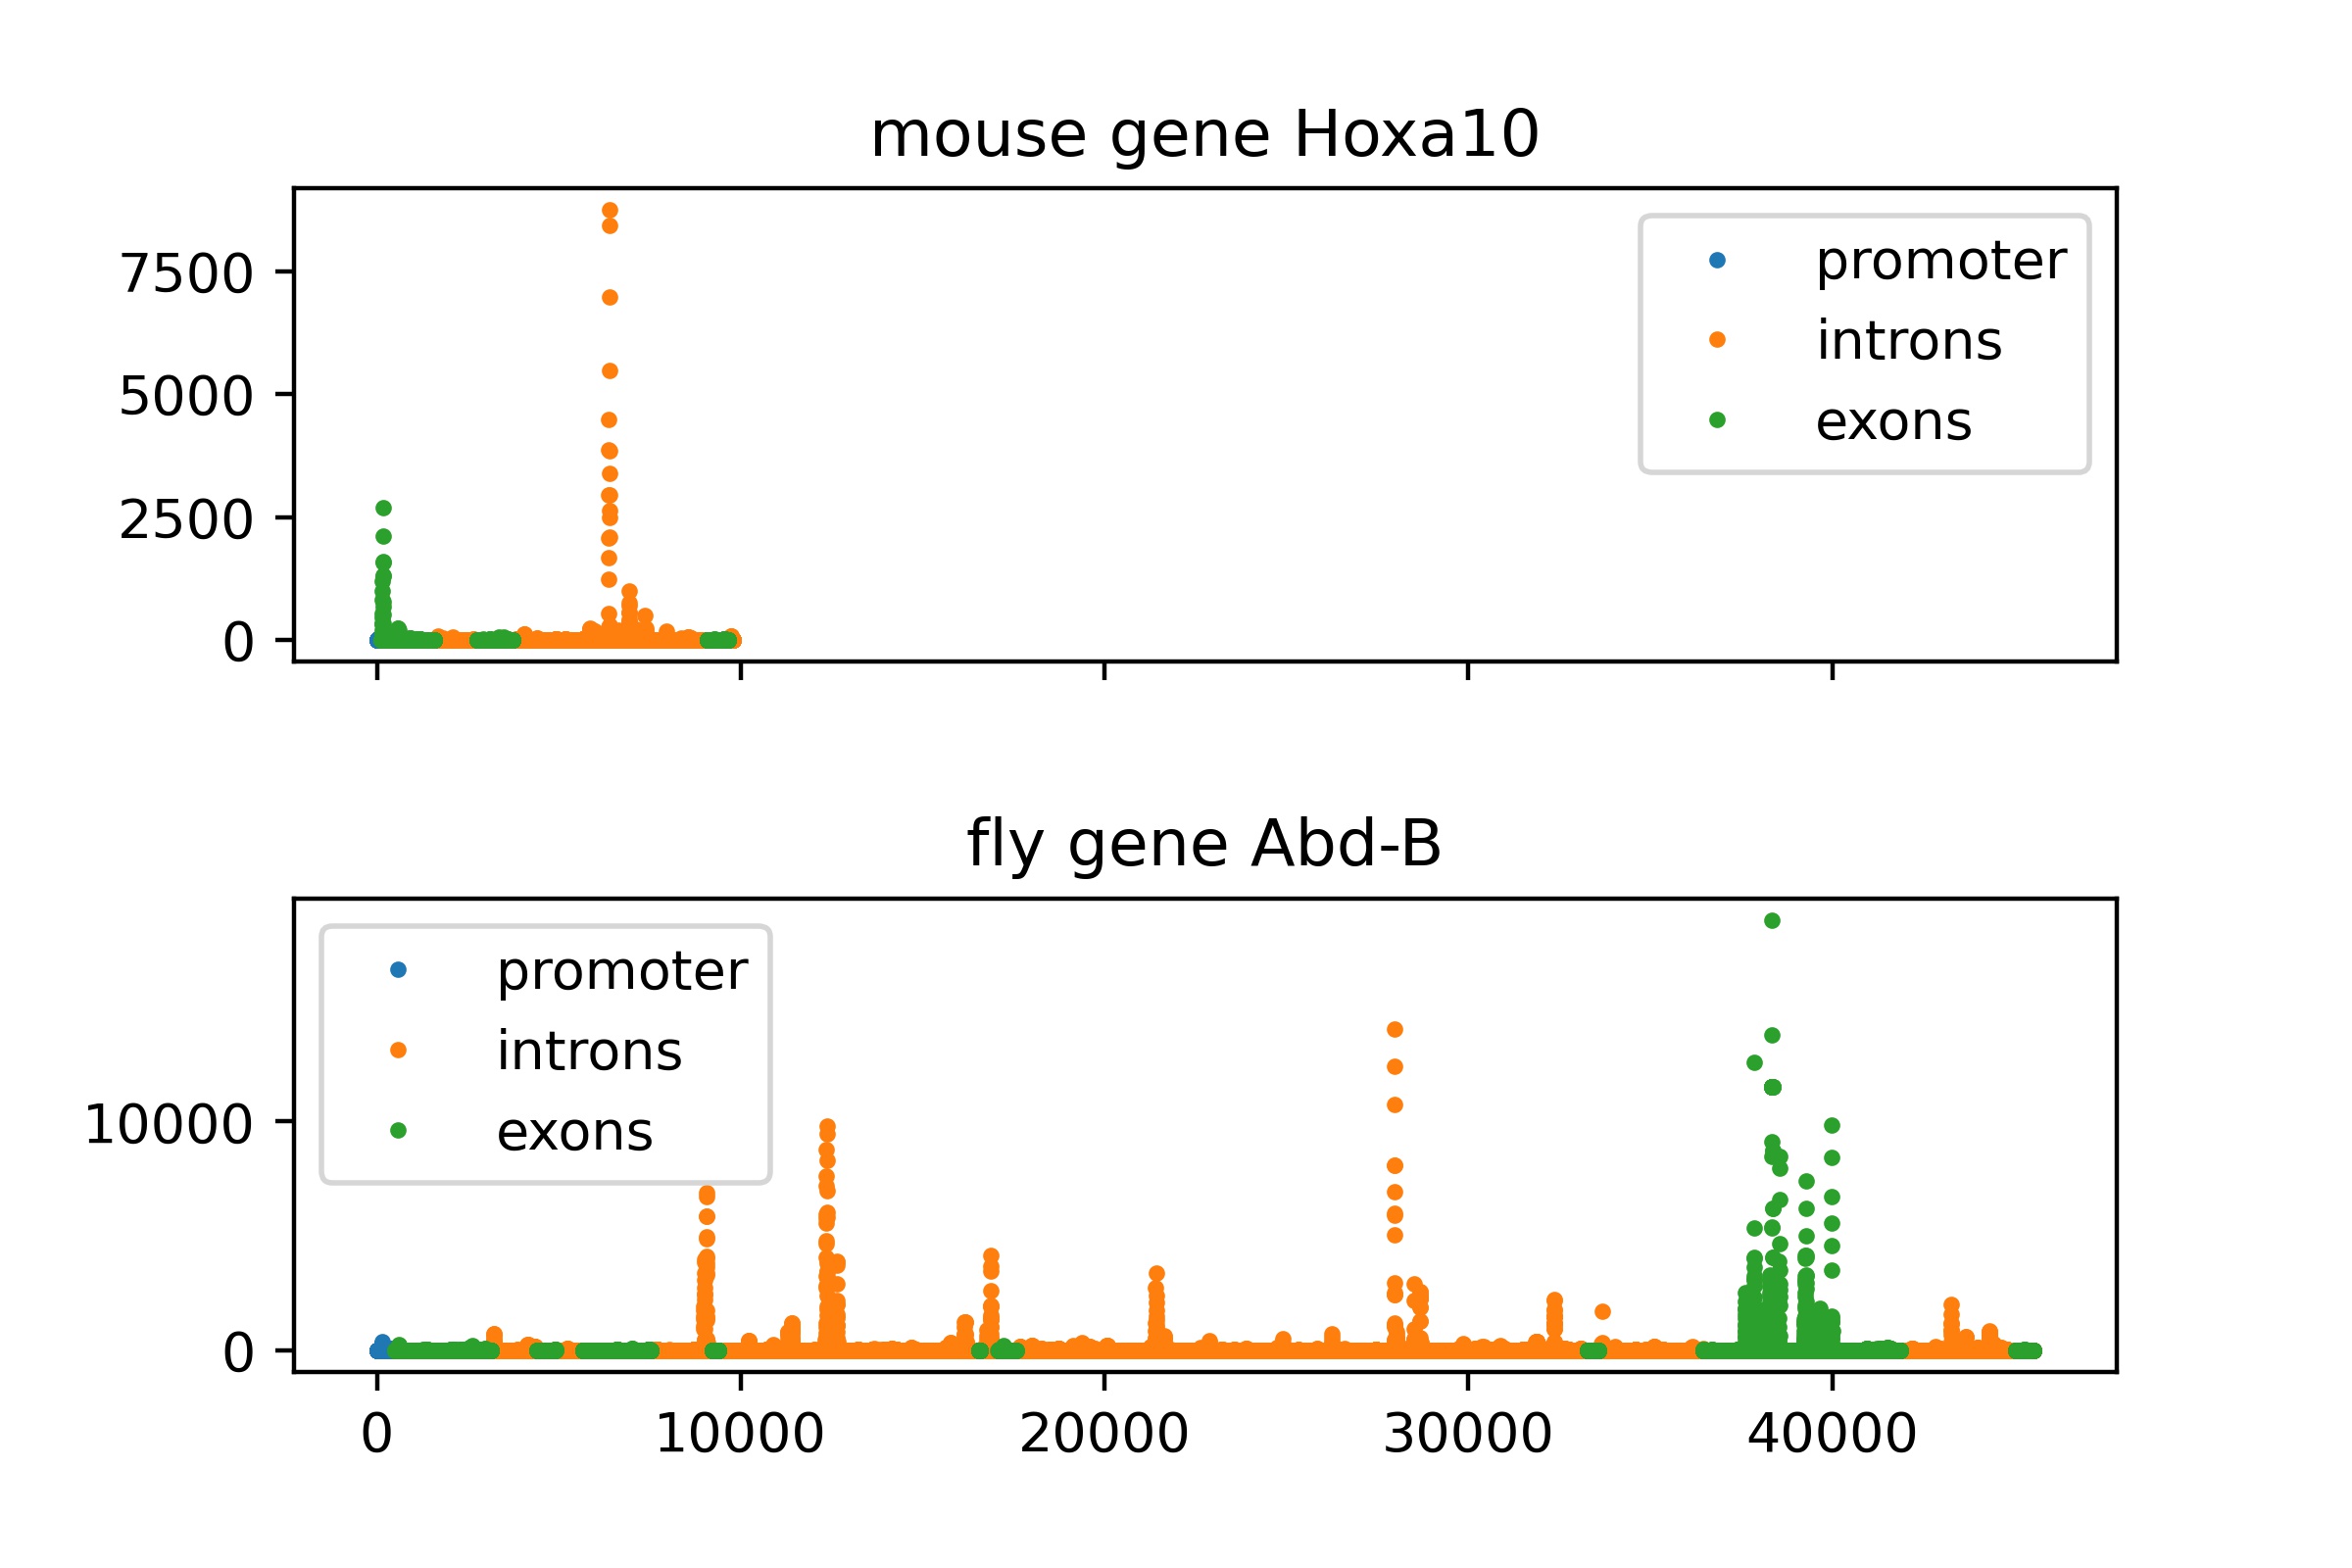 mouse gene Hoxa10
7500
5000
2500
0
promoter
introns
exons
fly gene Abd-B
promoter
introns
exons
10000
0
0 10000 20000 30000 40000